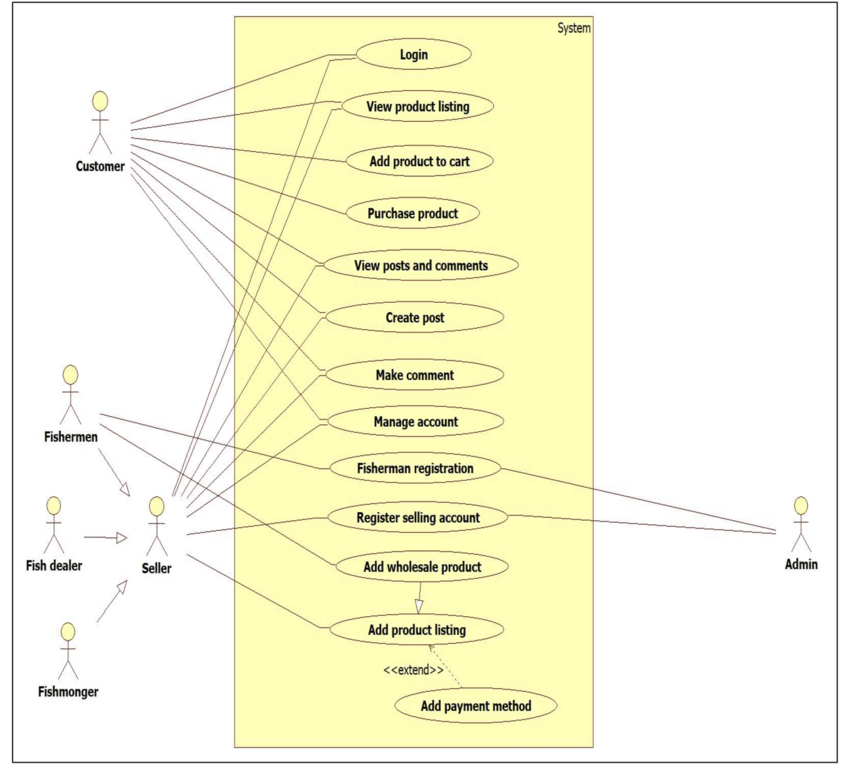 System
Login
View product listing
Customer
Add product to cart
Purchase product
View posts and comments
Create post
Make comment
Manage account
Fishermen
Fisherman registration
Register selling account
Fish dealer
Seller
Add wholesale product
Admin
Add product listing
<<extend>>
Fishmonger
Add payment method